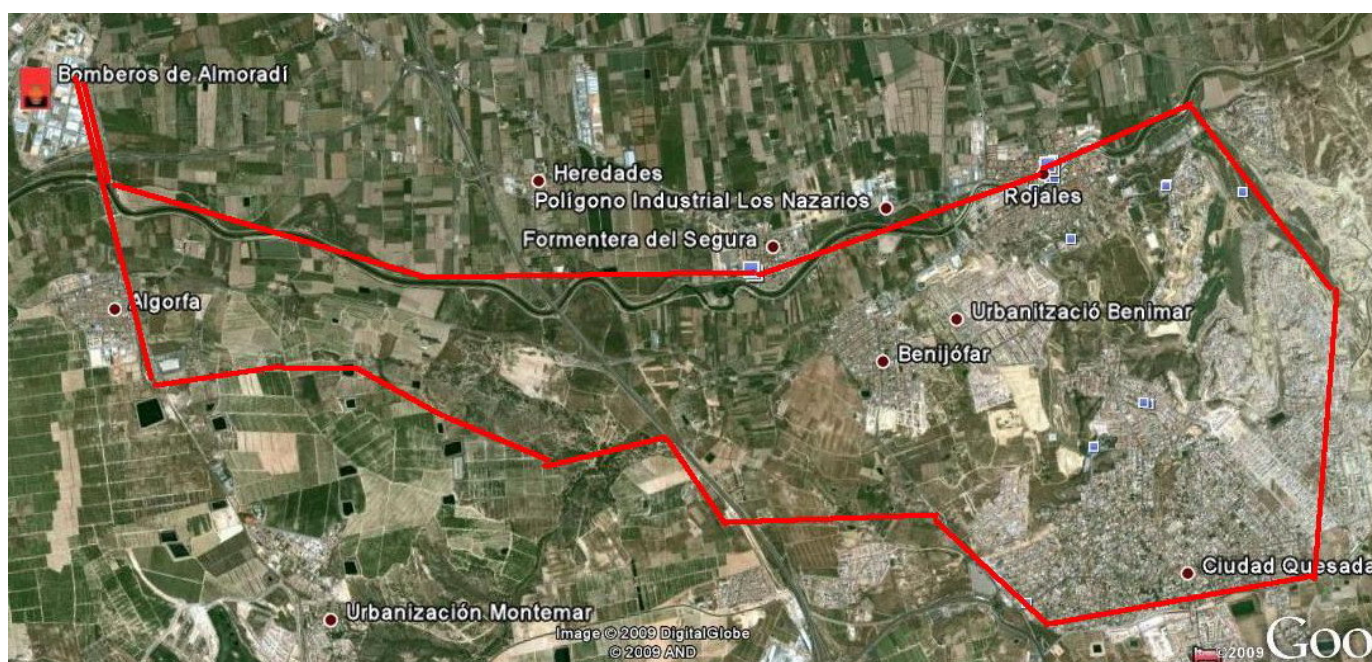 Bomberos de Almoradí
Heredades
Polígono Industrial Los Nazarios
Rojales
Formentera del Segura
Algorfa
Urbanització Benimar
Benijófar
Ciudad Quesada
Urbanización Montemar
Image © 2009 DigitalGlobe
© 2009 AND
©2009 Goo